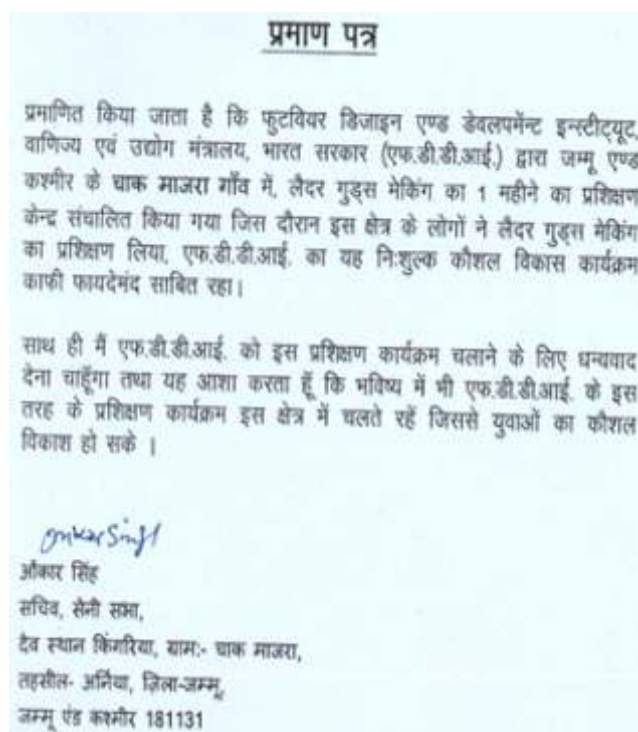 प्रमाण पत्र
प्रमाणित किया जाता है कि फुटवियर डिजाइन एण्ड डेवलपमेंन्ट इन्स्टीट्यूट,
वाणिज्य एवं उद्योग मंत्रालय, भारत सरकार (एफ.डी.डी.आई.) द्वारा जम्मू एण्ड
कश्मीर के चाक माजरा गाँव में, लैदर गुड्स मेकिंग का 1 महीने का प्रशिक्षण
केन्द्र संचालित किया गया जिस दौरान इस क्षेत्र के लोगों ने लैदर गुड्स मेकिंग
का प्रशिक्षण लिया, एफ.डी.डी.आई. का यह निःशुल्क कौशल विकास कार्यक्रम
काफी फायदेमंद साबित रहा।
साथ ही मैं एफ.डी.डी.आई. को इस प्रशिक्षण कार्यक्रम चलाने के लिए धन्यवाद
देना चाहूँगा तथा यह आशा करता हूँ कि भविष्य में भी एफ.डी.डी.आई. के इस
तरह के प्रशिक्षण कार्यक्रम इस क्षेत्र में चलते रहें जिससे युवाओं का कौशल
विकाश हो सके ।
Onkar Singh
ओंकार सिंह
सचिव, सेनी सभा,
देव स्थान किंगरिया, ग्रामः- चाक माजरा,
तहसील- अर्निया, ज़िला-जम्मू,
जम्मू एंड कश्मीर 181131